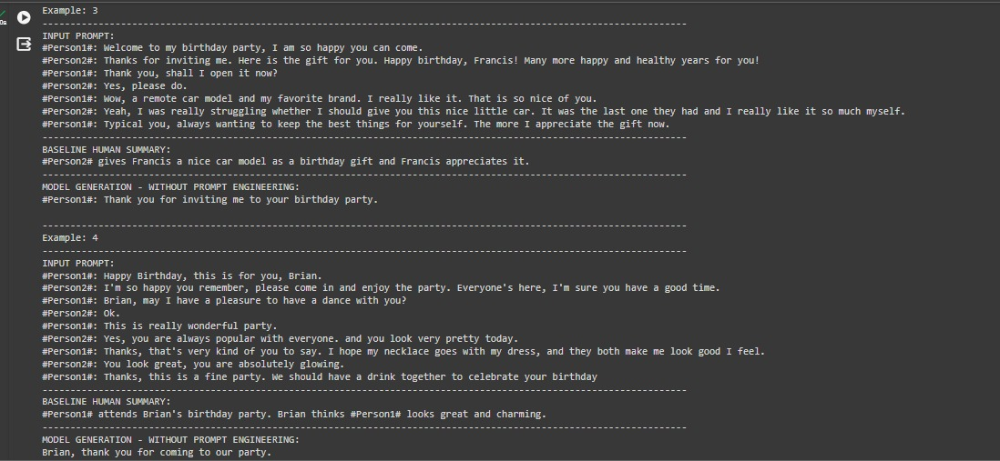 0s
Example: 3
---------------------------------------------------------------------------------------------------
INPUT PROMPT:
#Person1#: Welcome to my birthday party, I am so happy you can come.
#Person2#: Thanks for inviting me. Here is the gift for you. Happy birthday, Francis! Many more happy and healthy years for you!
#Person1#: Thank you, shall I open it now?
#Person2#: Yes, please do.
#Person1#: Wow, a remote car model and my favorite brand. I really like it. That is so nice of you.
#Person2#: Yeah, I was really struggling whether I should give you this nice little car. It was the last one they had and I really like it so much myself.
#Person1#: Typical you, always wanting to keep the best things for yourself. The more I appreciate the gift now.
---------------------------------------------------------------------------------------------------
BASELINE HUMAN SUMMARY:
#Person2# gives Francis a nice car model as a birthday gift and Francis appreciates it.
---------------------------------------------------------------------------------------------------
MODEL GENERATION - WITHOUT PROMPT ENGINEERING:
#Person1#: Thank you for inviting me to your birthday party.
---------------------------------------------------------------------------------------------------
Example: 4
---------------------------------------------------------------------------------------------------
INPUT PROMPT:
#Person1#: Happy Birthday, this is for you, Brian.
#Person2#: I'm so happy you remember, please come in and enjoy the party. Everyone's here, I'm sure you have a good time.
#Person1#: Brian, may I have a pleasure to have a dance with you?
#Person2#: Ok.
#Person1#: This is really wonderful party.
#Person2#: Yes, you are always popular with everyone. and you look very pretty today.
#Person1#: Thanks, that's very kind of you to say. I hope my necklace goes with my dress, and they both make me look good I feel.
#Person2#: You look great, you are absolutely glowing.
#Person1#: Thanks, this is a fine party. We should have a drink together to celebrate your birthday
---------------------------------------------------------------------------------------------------
BASELINE HUMAN SUMMARY:
#Person1# attends Brian's birthday party. Brian thinks #Person1# looks great and charming.
---------------------------------------------------------------------------------------------------
MODEL GENERATION - WITHOUT PROMPT ENGINEERING:
Brian, thank you for coming to our party.